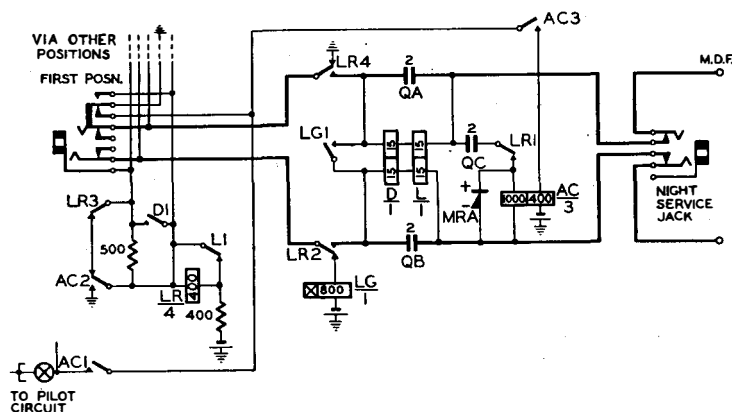 VIA OTHER
POSITIONS
FIRST POSN.
AC3
LR4
2
QA
M.D.F.
LG1
15
15
15
15
D
1
L
1
2
QC
LR1
+
-
MRA
1000
400
AC
3
NIGHT
SERVICE
JACK
LR3
D1
500
L1
AC2
LR
4
400
400
LR2
2
QB
800
LG
1
AC1
TO PILOT
CIRCUIT